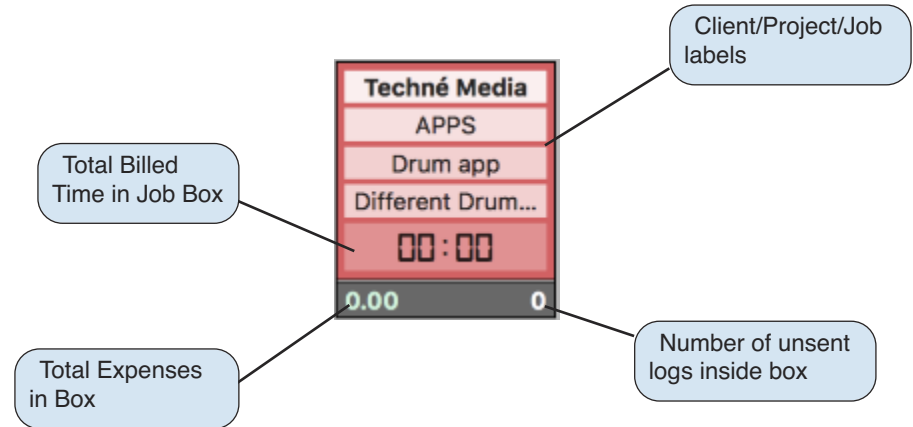 Client/Project/Job
labels
Techné Media
APPS
Drum app
Different Drum...
00:00
0.00
0
Total Billed
Time in Job Box
Total Expenses
in Box
Number of unsent
logs inside box